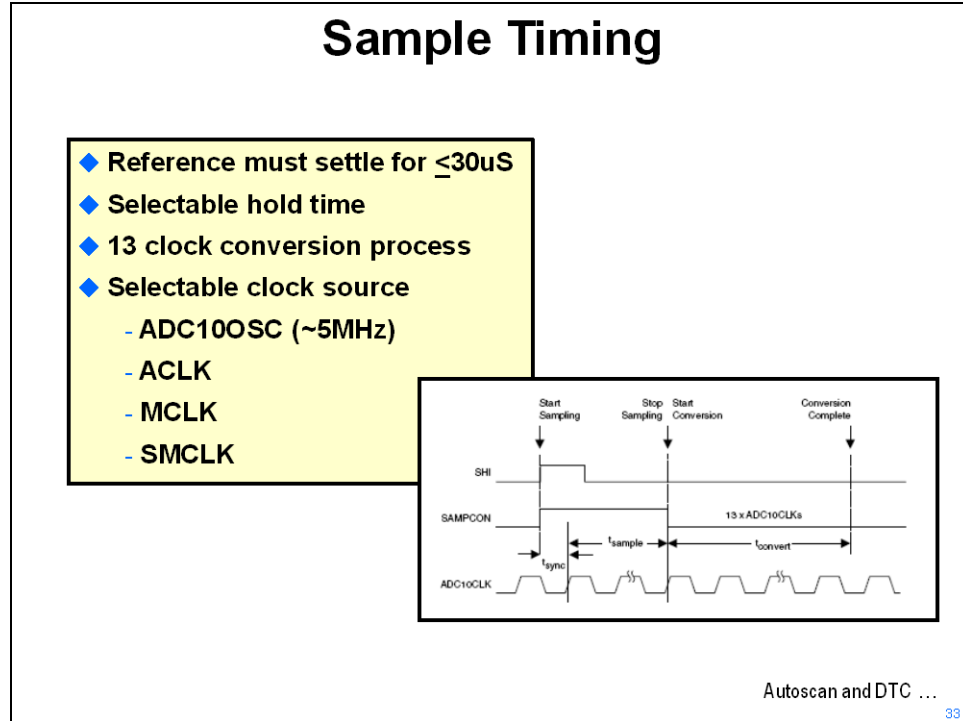 Sample Timing
◆ Reference must settle for <30uS
◆ Selectable hold time
◆ 13 clock conversion process
◆ Selectable clock source
- ADC10OSC (~5MHz)
- ACLK
- MCLK
- SMCLK
Start Sampling
Stop Sampling
Start Conversion
Conversion Complete
SHI
SAMPCON
13 x ADC10CLKs
tsample
tconvert
tsync
ADC10CLK
Autoscan and DTC …
33